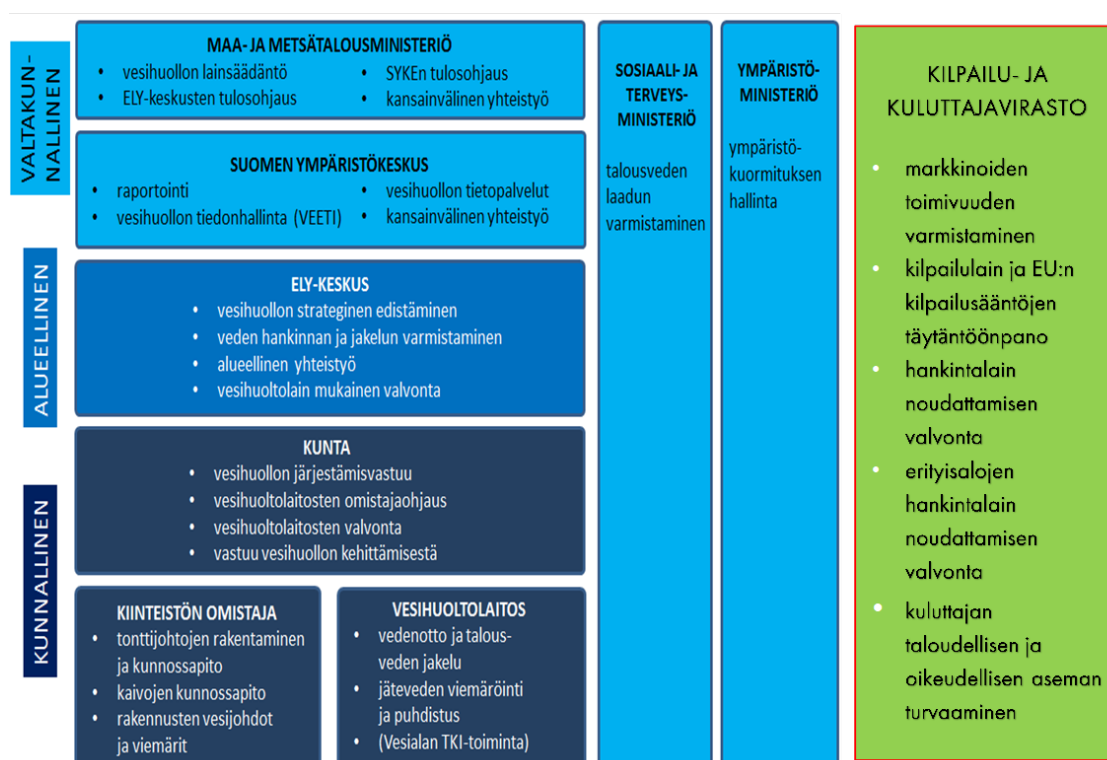 VALTAKUN-
NALLINEN
MAA- JA METSÄTALOUSMINISTERIÖ
• vesihuollon lainsäädäntö
• ELY-keskusten tulosohjaus
• SYKEn tulosohjaus
• kansainvälinen yhteistyö
SUOMEN YMPÄRISTÖKESKUS
• raportointi
• vesihuollon tiedonhallinta (VEETI)
• vesihuollon tietopalvelut
• kansainvälinen yhteistyö
ALUEELLINEN
ELY-KESKUS
• vesihuollon strateginen edistäminen
• veden hankinnan ja jakelun varmistaminen
• alueellinen yhteistyö
• vesihuoltolain mukainen valvonta
KUNNALLINEN
KUNTA
• vesihuollon järjestämisvastuu
• vesihuoltolaitosten omistajaohjaus
• vesihuoltolaitosten valvonta
• vastuu vesihuollon kehittämisestä
KIINTEISTÖN OMISTAJA
• tonttijohtojen rakentaminen
ja kunnossapito
• kaivojen kunnossapito
• rakennusten vesijohdot
ja viemärit
VESIHUOLTOLAITOS
• vedenotto ja talous-
veden jakelu
• jäteveden viemäröinti
ja puhdistus
• (Vesialan TKI-toiminta)
SOSIAALI- JA
TERVEYS-
MINISTERIÖ
talousveden
laadun
varmistaminen
YMPÄRISTÖ-
MINISTERIÖ
ympäristö-
kuormituksen
hallinta
KILPAILU- JA
KULUTTAJAVIRASTO
• markkinoiden
toimivuuden
varmistaminen
• kilpailulain ja EU:n
kilpailusääntöjen
täytäntöönpano
• hankintalain
noudattamisen
valvonta
• erityisalojen
hankintalain
noudattamisen
valvonta
• kuluttajan
taloudellisen ja
oikeudellisen aseman
turvaaminen